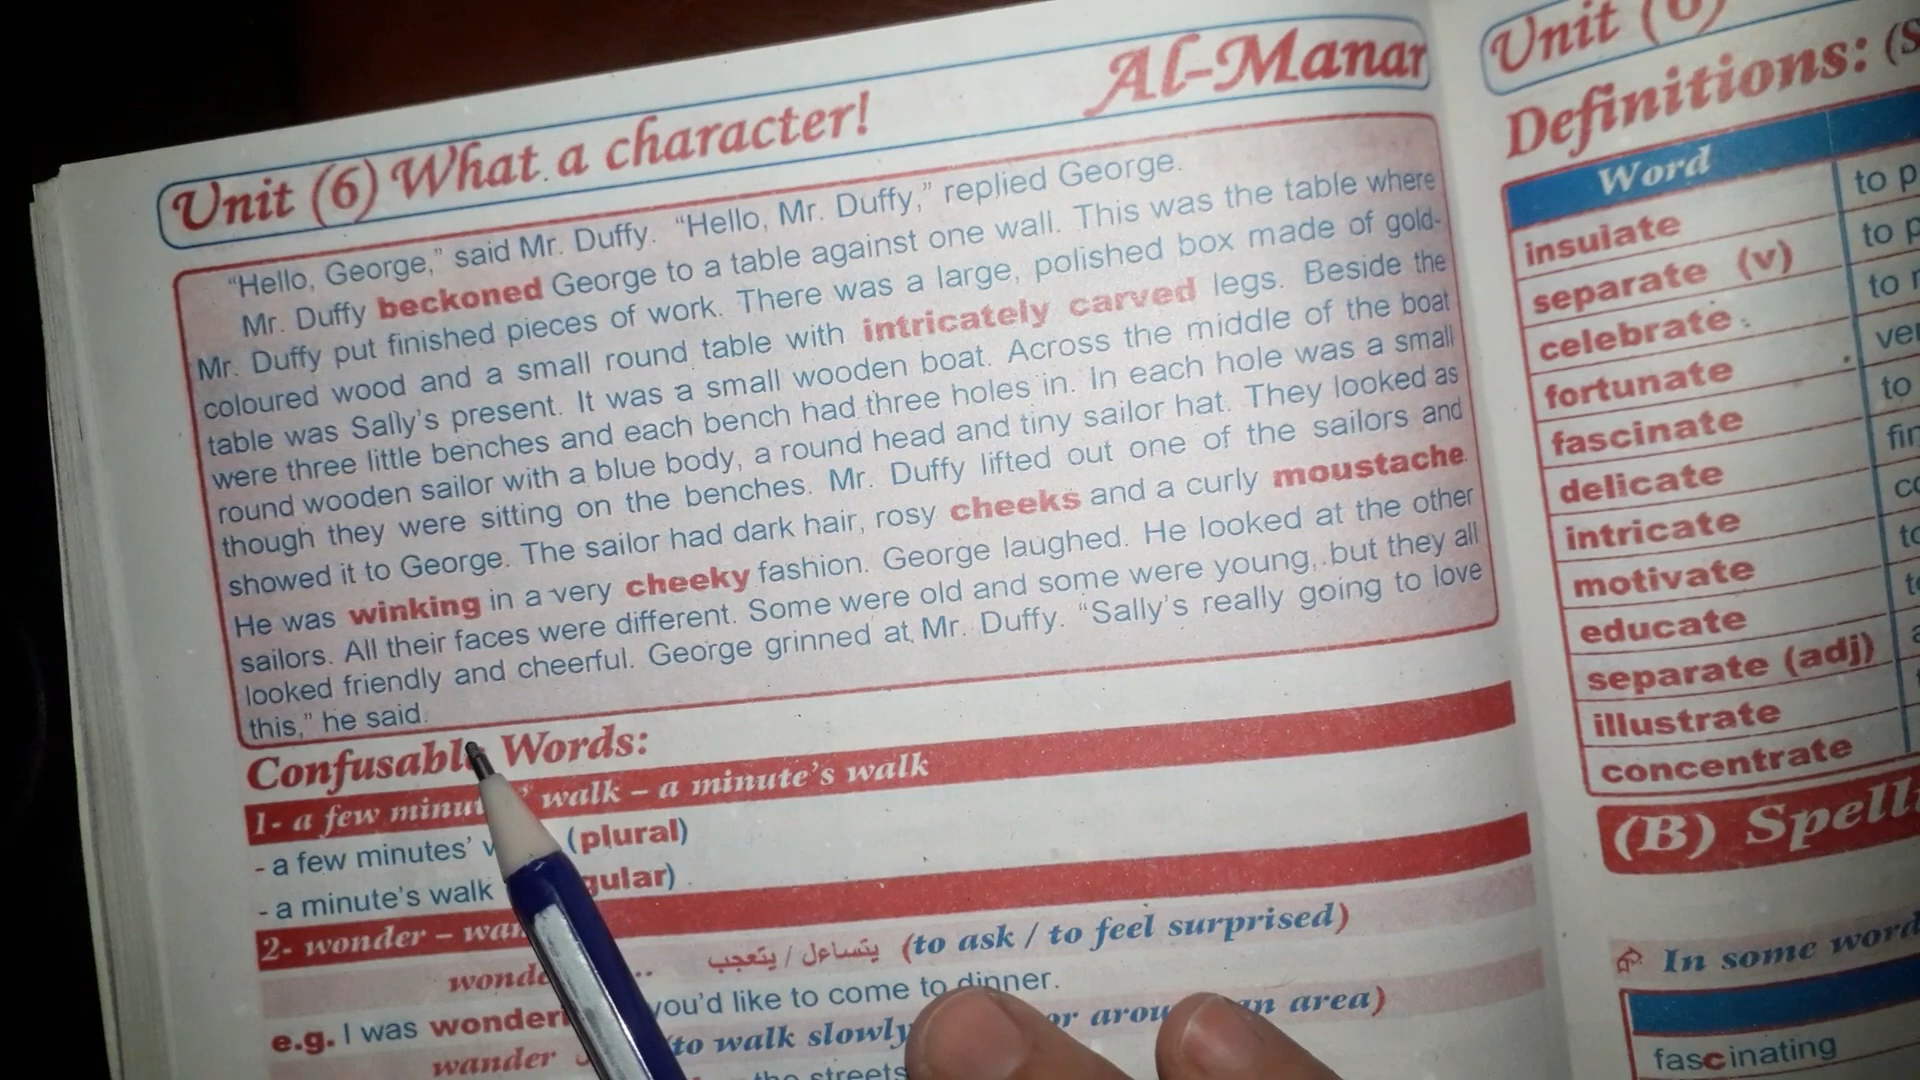 Unit (6) What a character!
Al-Manar
“Hello, George,” said Mr. Duffy. “Hello, Mr. Duffy,” replied George.
Mr. Duffy beckoned George to a table against one wall. This was the table where
Mr. Duffy put finished pieces of work. There was a large, polished box made of gold-
coloured wood and a small round table with intricately carved legs. Beside the
table was Sally’s present. It was a small wooden boat. Across the middle of the boat
were three little benches and each bench had three holes in. In each hole was a small
round wooden sailor with a blue body, a round head and tiny sailor hat. They looked as
though they were sitting on the benches. Mr. Duffy lifted out one of the sailors and
showed it to George. The sailor had dark hair, rosy cheeks and a curly moustache.
He was winking in a very cheeky fashion. George laughed. He looked at the other
sailors. All their faces were different. Some were old and some were young, but they all
looked friendly and cheerful. George grinned at Mr. Duffy. “Sally’s really going to love
this,” he said.
Confusable Words:
1- a few minutes’ walk – a minute’s walk
- a few minutes’ (plural)
- a minute’s walk
2- wonder –
يتساءل / يتعجب (to ask / to feel surprised)
e.g. I was you’d like to come to dinner.
wander (to walk slowly area)
the streets
Unit (6)
Definitions:
Word
insulate to
separate (v) to
celebrate to
fortunate
fascinate to
delicate
intricate
motivate
educate
separate (adj)
illustrate
concentrate
(B)
In some
fascinating